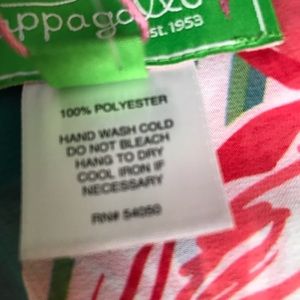 ppagallo
est.1953
100% POLYESTER
HAND WASH COLD
DO NOT BLEACH
HANG TO DRY
COOL IRON IF
NECESSARY
RN# 54050